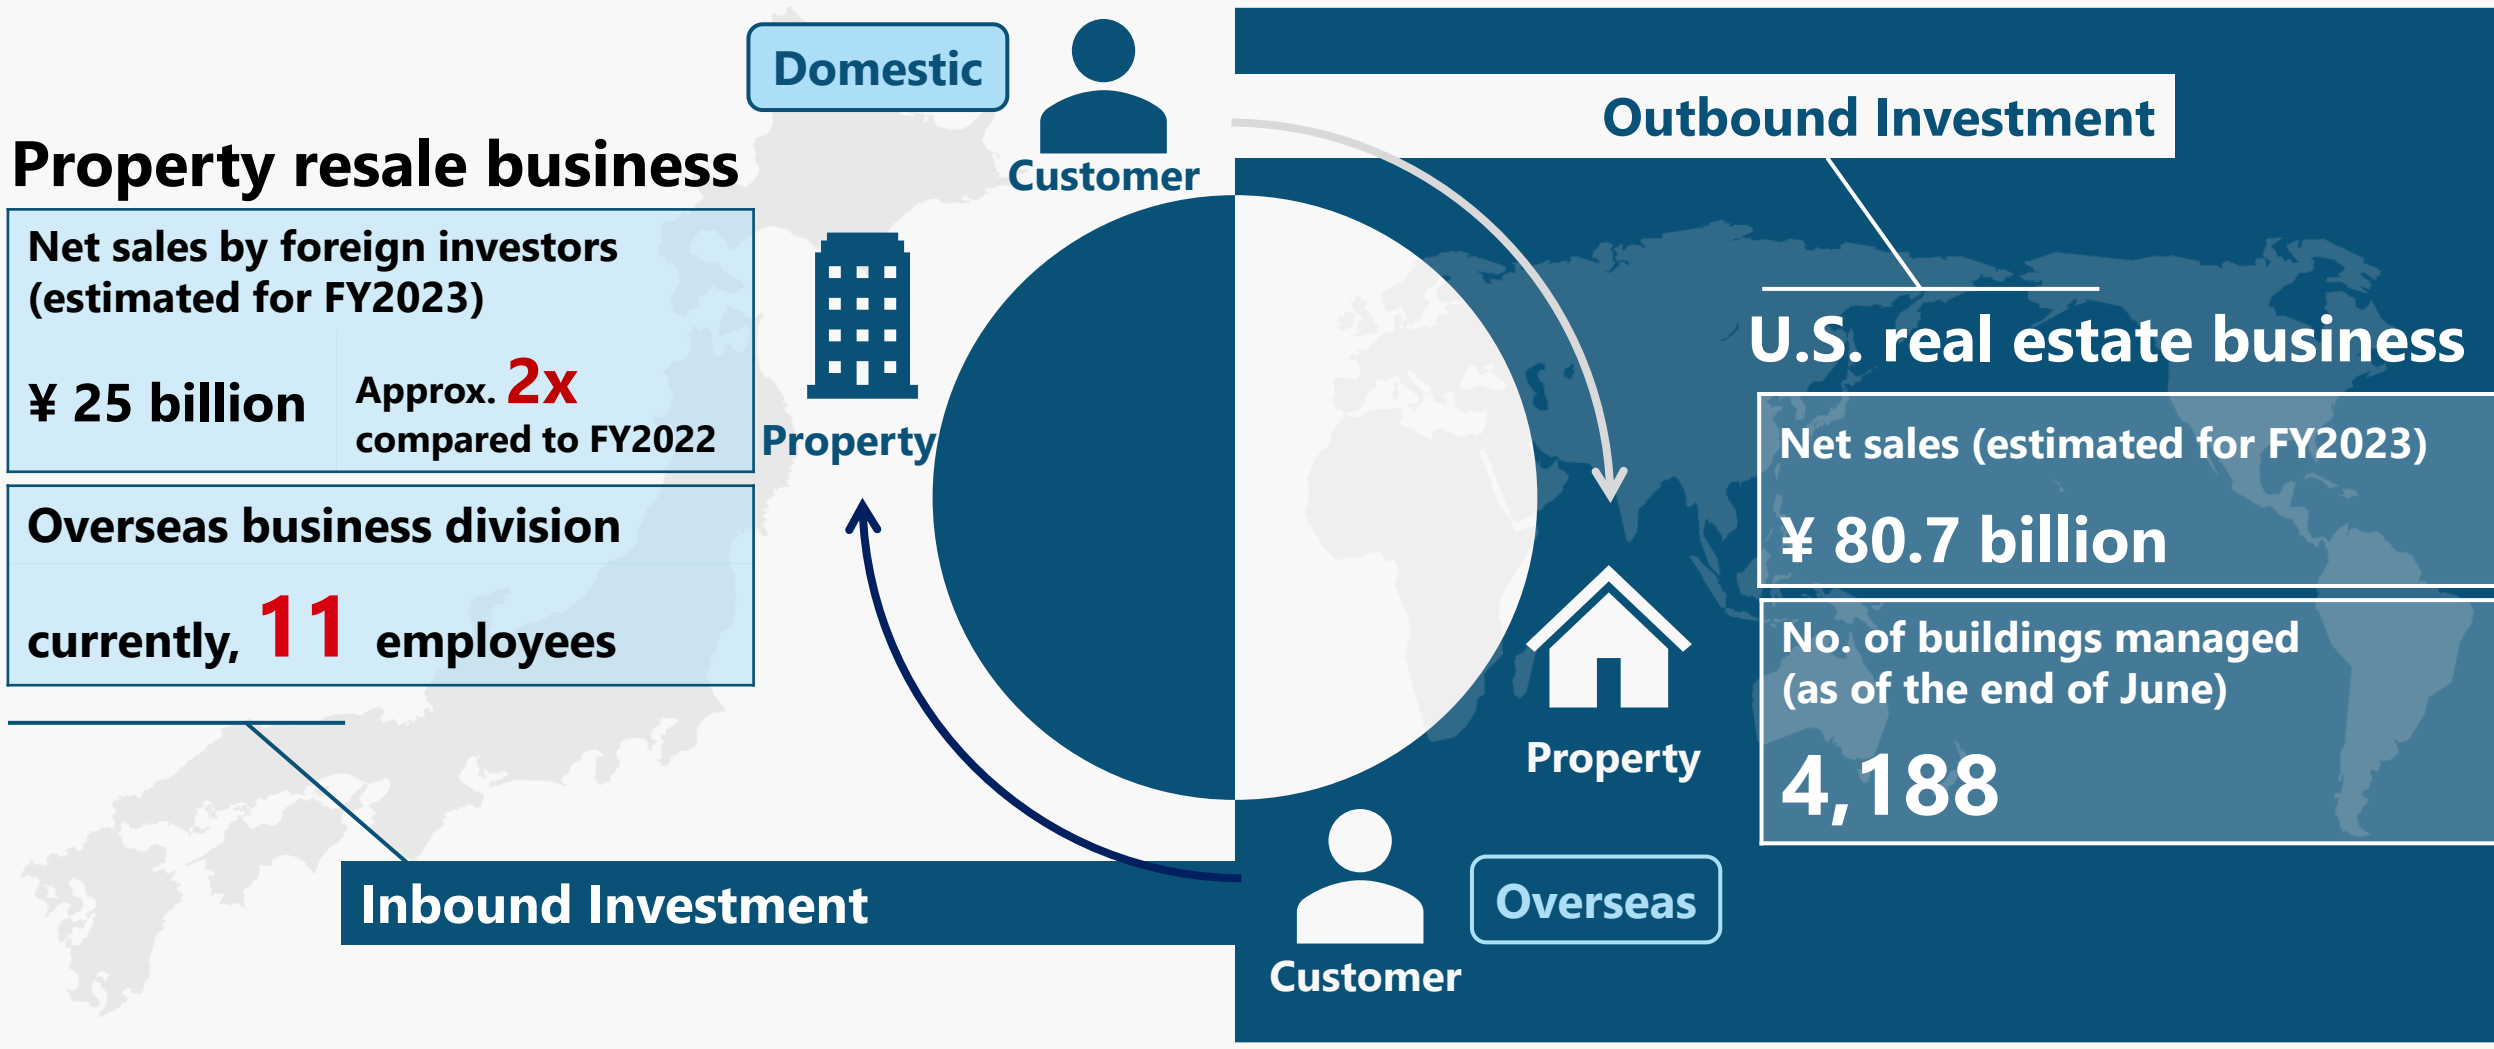 Domestic
Customer
Property resale business
Net sales by foreign investors
(estimated for FY2023)
¥ 25 billion
Approx. 2x
compared to FY2022
Property
Overseas business division
currently, 11 employees
Inbound Investment
Outbound Investment
U.S. real estate business
Net sales (estimated for FY2023)
¥ 80.7 billion
No. of buildings managed
(as of the end of June)
4,188
Property
Overseas
Customer